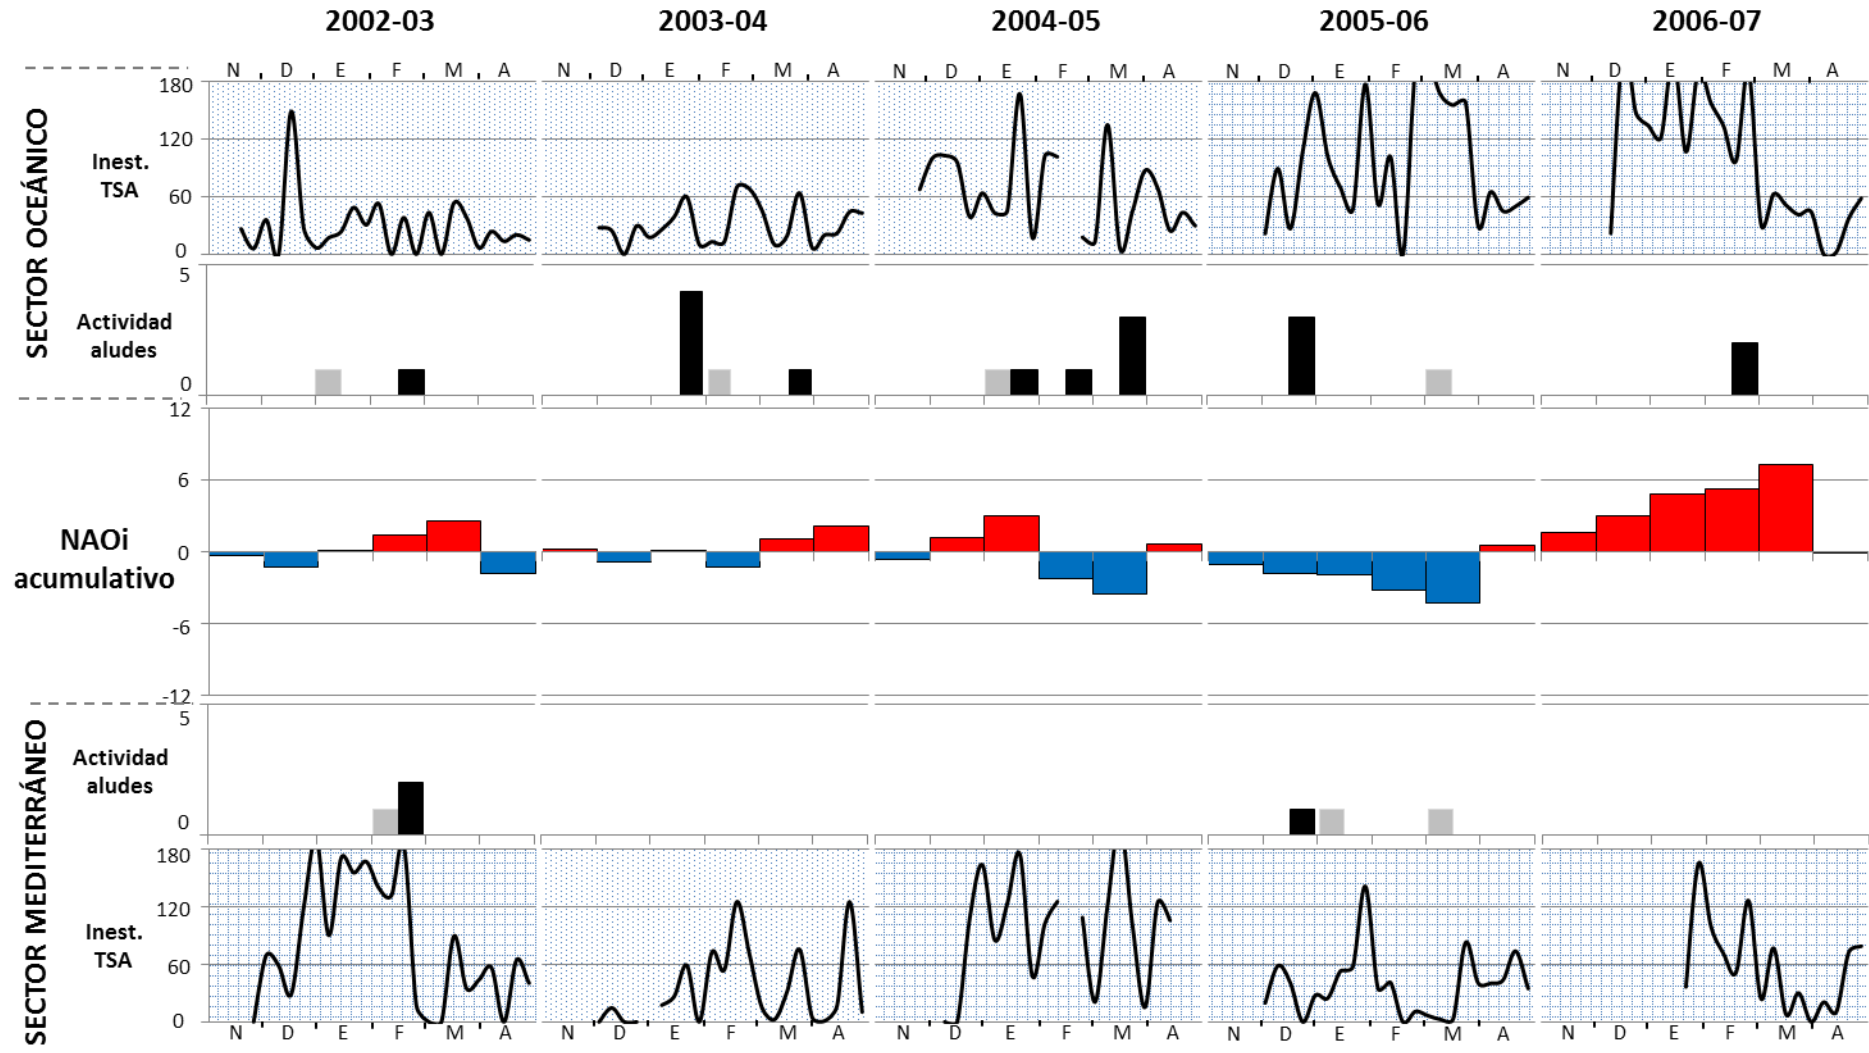 2002-03 2003-04 2004-05 2005-06 2006-07
N D E F M A N D E F M A N D E F M A N D E F M A N D E F M A
SECTOR OCEÁNICO
180
120
60
0
Inest.
TSA
5
0
Actividad
aludes
12
6
0
-6
-12
NAOi
acumulativo
SECTOR MEDITERRÁNEO
5
0
Actividad
aludes
180
120
60
0
Inest.
TSA
N D E F M A N D E F M A N D E F M A N D E F M A N D E F M A